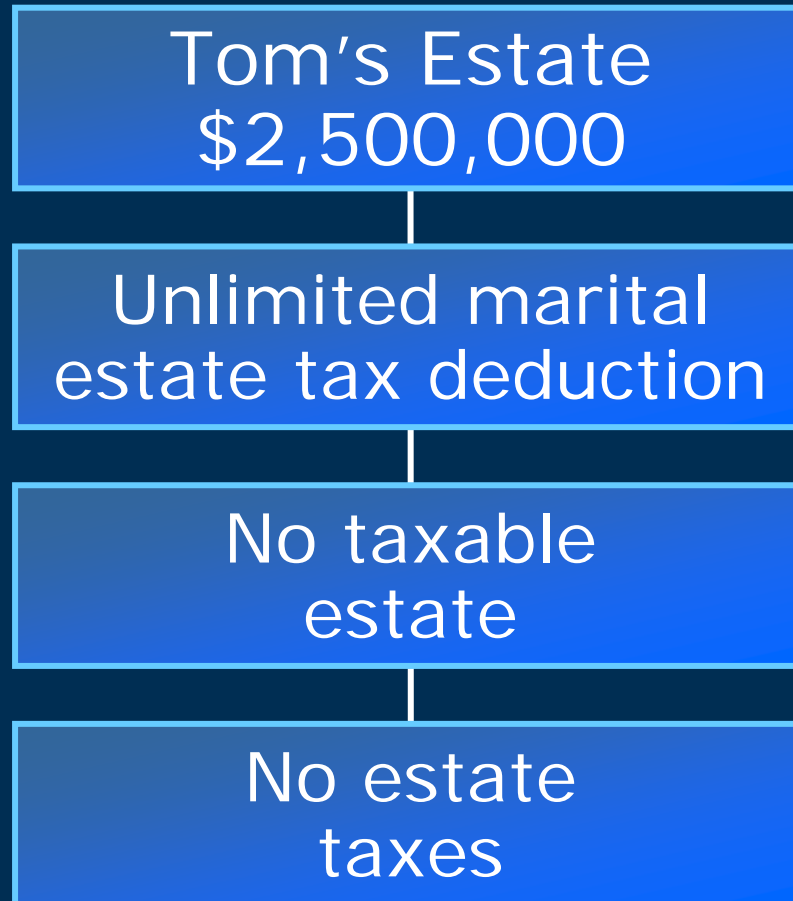 Tom’s Estate
$2,500,000
Unlimited marital
estate tax deduction
No taxable
estate
No estate
taxes